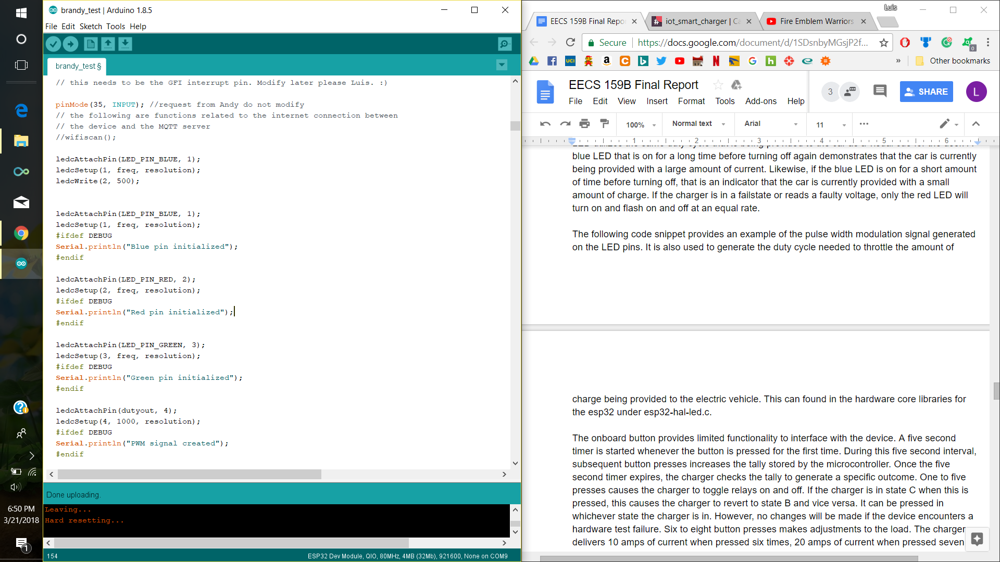 brandy_test | Arduino 1.8.5
File Edit Sketch Tools Help
brandy_test §
// this needs to be the GFI interrupt pin. Modify later please Luis. :)
pinMode(35, INPUT); //request from Andy do not modify
// the following are functions related to the internet connection between
// the device and the MQTT server
//wifiscan();
ledcAttachPin(LED_PIN_BLUE, 1);
ledcSetup(1, freq, resolution);
ledcWrite(2, 500);
ledcAttachPin(LED_PIN_BLUE, 1);
ledcSetup(1, freq, resolution);
#ifdef DEBUG
Serial.println("Blue pin initialized");
#endif
ledcAttachPin(LED_PIN_RED, 2);
ledcSetup(2, freq, resolution);
#ifdef DEBUG
Serial.println("Red pin initialized");
#endif
ledcAttachPin(LED_PIN_GREEN, 3);
ledcSetup(3, freq, resolution);
#ifdef DEBUG
Serial.println("Green pin initialized");
#endif
ledcAttachPin(dutyout, 4);
ledcSetup(4, 1000, resolution);
#ifdef DEBUG
Serial.println("PWM signal created");
#endif
Done uploading.
Leaving...
Hard resetting...
154
ESP32 Dev Module, QIO, 80MHz, 4MB (32Mb), 921600, None on COM9
6:50 PM
3/21/2018
1
Luis
EECS 159B Final Repo
iot_smart_charger | Ca
Fire Emblem Warriors
Secure
https://docs.google.com/document/d/1SDsnbyMGsjP2f...
0
UCI
» Other bookmarks
EECS 159B Final Report
File Edit View Insert Format Tools Add-ons Help
3
SHARE
L
100% Normal text Arial 11
1 2 3 4 5 6
blue LED that is on for a long time before turning off again demonstrates that the car is currently
being provided with a large amount of current. Likewise, if the blue LED is on for a short amount
of time before turning off, that is an indicator that the car is currently provided with a small
amount of charge. If the charger is in a failstate or reads a faulty voltage, only the red LED will
turn on and flash on and off at an equal rate.
The following code snippet provides an example of the pulse width modulation signal generated
on the LED pins. It is also used to generate the duty cycle needed to throttle the amount of
charge being provided to the electric vehicle. This can found in the hardware core libraries for
the esp32 under esp32-hal-led.c.
The onboard button provides limited functionality to interface with the device. A five second
timer is started whenever the button is pressed for the first time. During this five second interval,
subsequent button presses increases the tally stored by the microcontroller. Once the five
second timer expires, the charger checks the tally to generate a specific outcome. One to five
presses causes the charger to toggle relays on and off. If the charger is in state C when this is
pressed, this causes the charger to revert to state B and vice versa. It can be pressed in
whichever state the charger is in. However, no changes will be made if the device encounters a
hardware test failure. Six to eight button presses makes adjustments to the load. The charger
delivers 10 amps of current when pressed six times, 20 amps of current when pressed seven